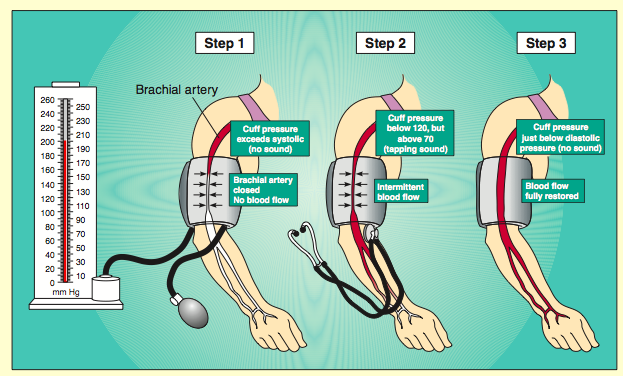 Step 1
Step 2
Step 3
Brachial artery
Cuff pressure
exceeds systolic
(no sound)
Brachial artery
closed
No blood flow
Cuff pressure
below 120, but
above 70
(tapping sound)
Intermittent
blood flow
Cuff pressure
just below diastolic
pressure (no sound)
Blood flow
fully restored
260
250
240
230
220
210
200
190
180
170
160
150
140
130
120
110
100
90
80
70
60
50
40
30
20
10
0
mm Hg